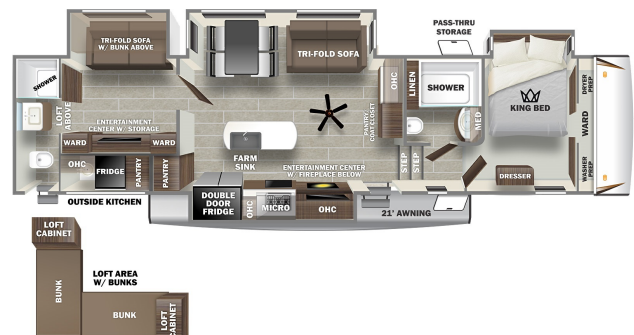 TRI-FOLD SOFA
W/ BUNK ABOVE
TRI-FOLD SOFA
PASS-THRU
STORAGE
SHOWER
LOFT
ABOVE
ENTERTAINMENT
CENTER W/ STORAGE
WARD
WARD
OHC
FRIDGE
PANTRY
PANTRY
OUTSIDE KITCHEN
FARM
SINK
PANTRY
COAT CLOSET
OHC
LINEN
SHOWER
MED
KING BED
DRYER
PREP
WARD
WASHER
PREP
STEP
STEP
DRESSER
ENTERTAINMENT CENTER
W/ FIREPLACE BELOW
DOUBLE
DOOR
FRIDGE
OHC
MICRO
OHC
21' AWNING
LOFT
CABINET
LOFT AREA
W/ BUNKS
BUNK
BUNK
LOFT
CABINET